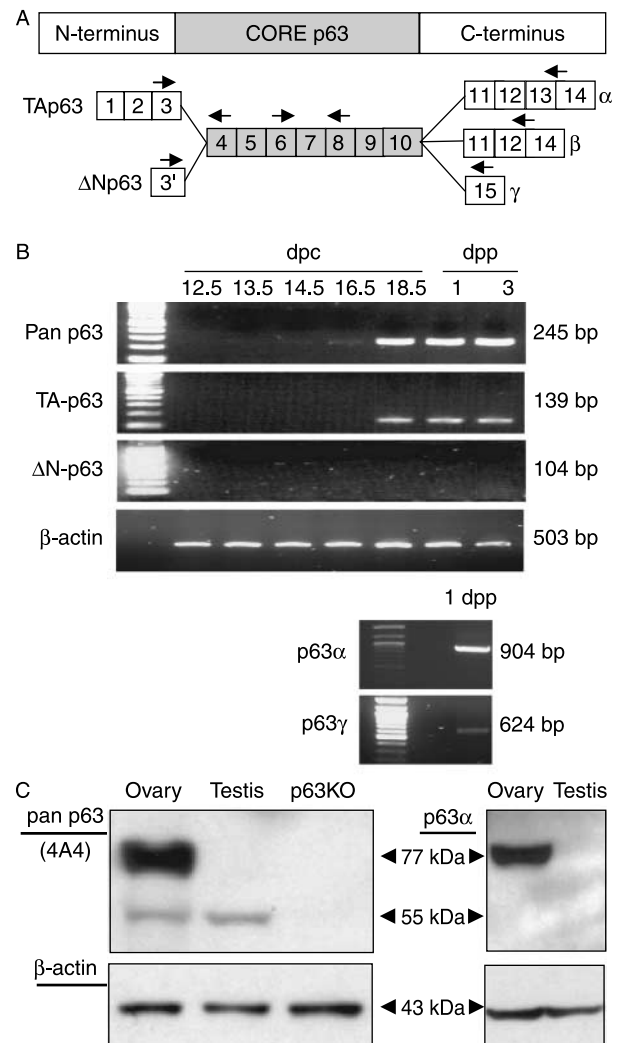 A
N-terminus CORE p63 C-terminus
TAp63 1 2 3
4 5 6 7 8 9 10
11 12 13 14 α
11 12 14 β
ΔNp63 3' 15 γ
B
dpc dpp
12.5 13.5 14.5 16.5 18.5 1 3
Pan p63 245 bp
TA-p63 139 bp
ΔN-p63 104 bp
β-actin 503 bp
1 dpp
p63α 904 bp
p63γ 624 bp
C
Ovary Testis p63KO Ovary Testis
pan p63 p63α
(4A4) 77 kDa
55 kDa
β-actin
43 kDa